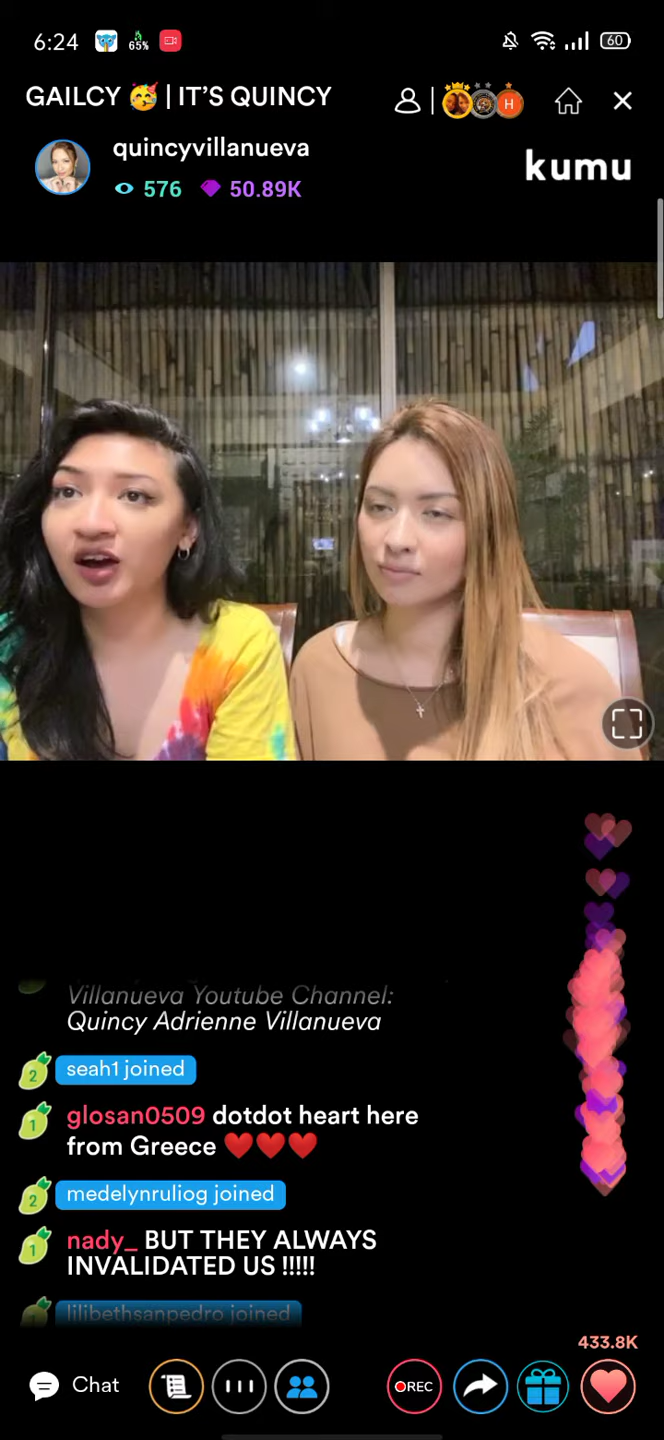 6:24
65%
60
GAILCY 🥳 | IT'S QUINCY
H
quincyvillanueva
576 50.89K
kumu
Villanueva Youtube Channel:
Quincy Adrienne Villanueva
2 seah1 joined
1 glosan0509 dotdot heart here
from Greece ❤️❤️❤️
2 medelynruliog joined
1 nady_ BUT THEY ALWAYS
INVALIDATED US !!!!!
1 lilibethsanpedro joined
433.8K
Chat
REC